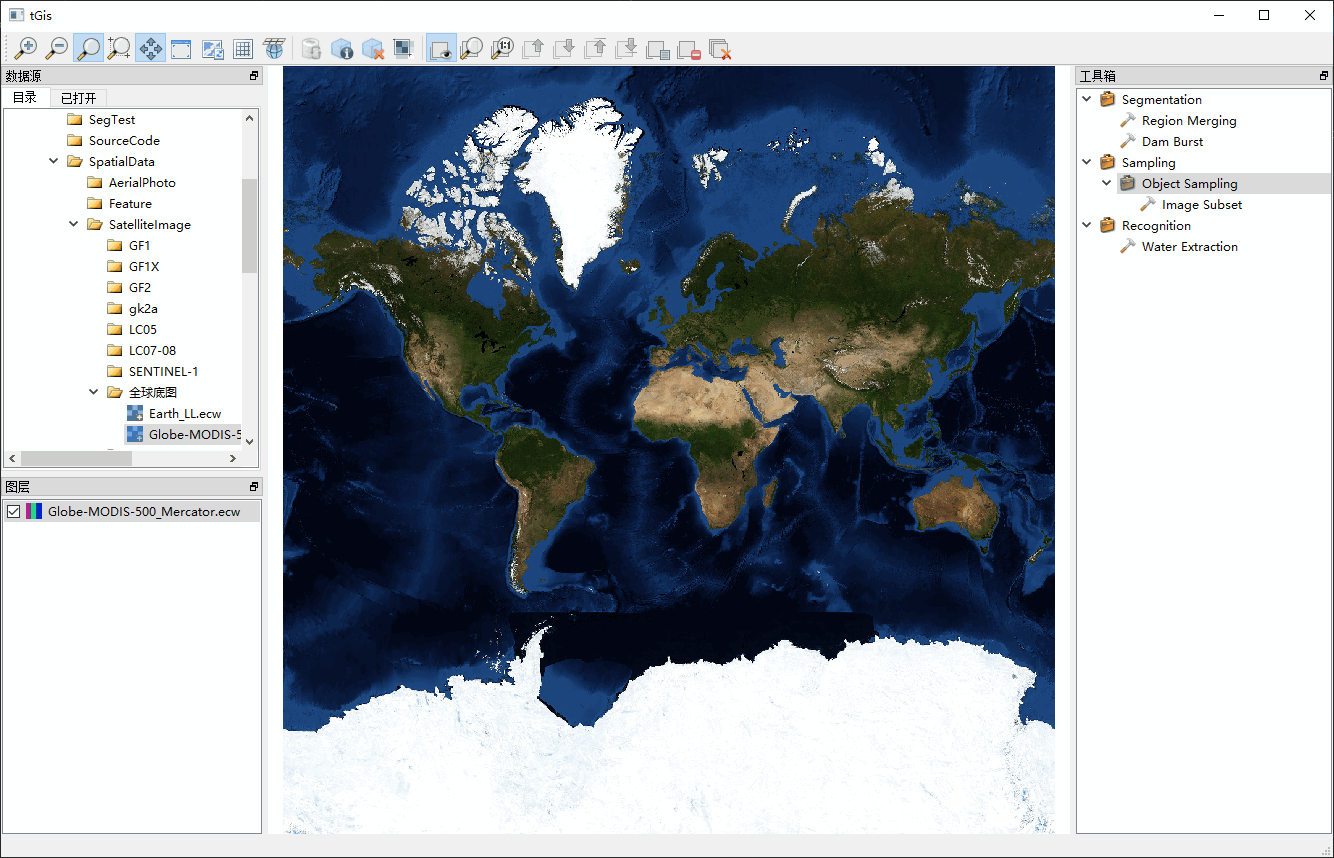 tGis
1:1
数据源
目录
已打开
SegTest
SourceCode
SpatialData
AerialPhoto
Feature
SatelliteImage
GF1
GF1X
GF2
gk2a
LC05
LC07-08
SENTINEL-1
全球底图
Earth_LL.ecw
Globe-MODIS-5
图层
Globe-MODIS-500_Mercator.ecw
工具箱
Segmentation
Region Merging
Dam Burst
Sampling
Object Sampling
Image Subset
Recognition
Water Extraction